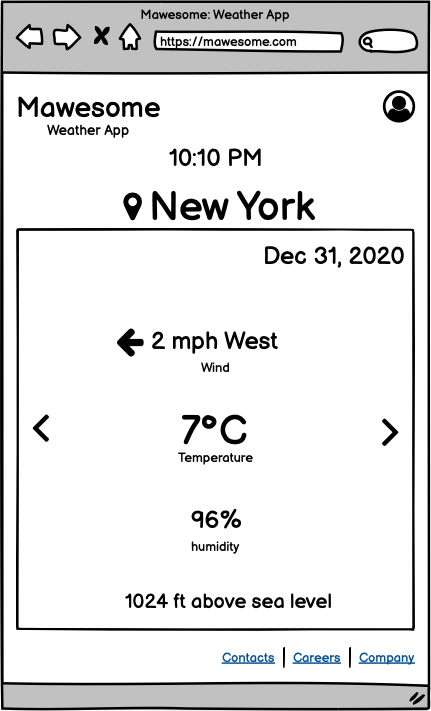 Mawesome: Weather App
https://mawesome.com
Mawesome
Weather App
10:10 PM
New York
Dec 31, 2020
2 mph West
Wind
7°C
Temperature
96%
humidity
1024 ft above sea level
Contacts | Careers | Company